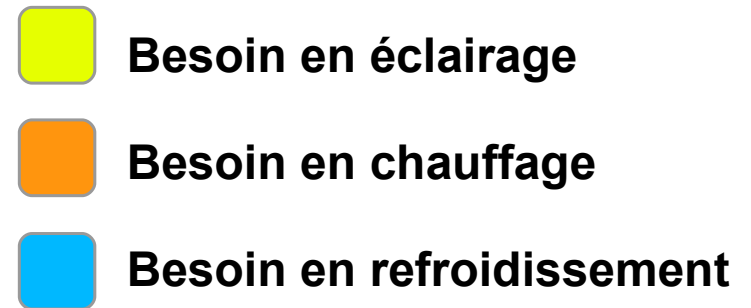 Besoin en éclairage
Besoin en chauffage
Besoin en refroidissement